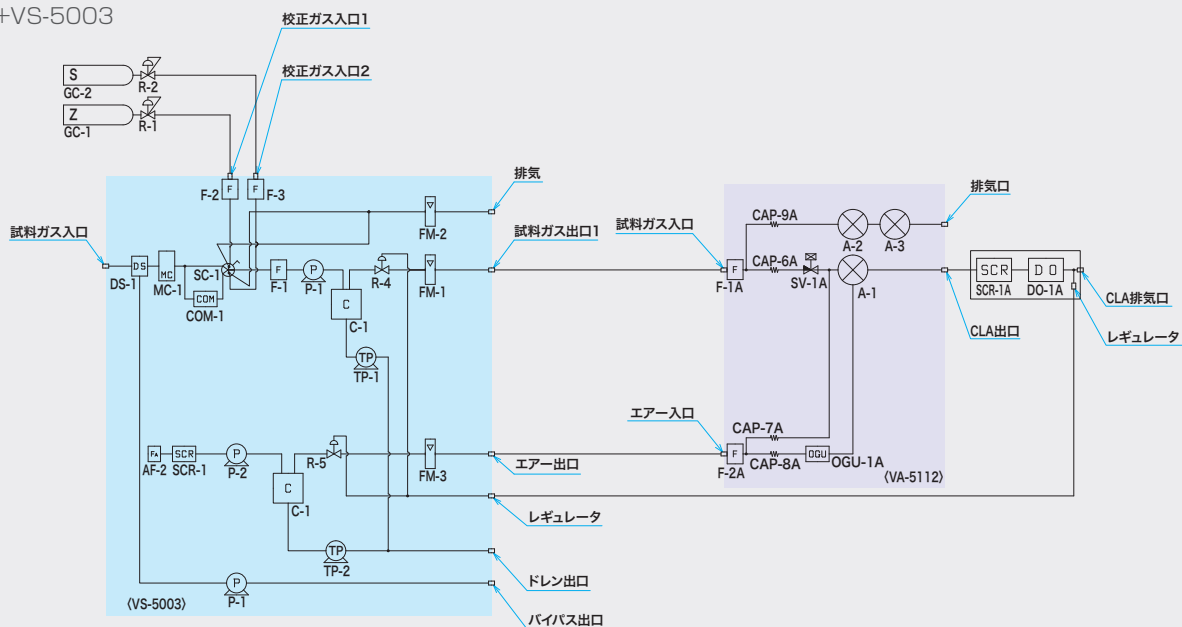 +VS-5003
校正ガス入口1
校正ガス入口2
S
GC-2
R-2
Z
GC-1
R-1
F-2
F
F
F-3
排気
排気口
試料ガス入口
FM-2
試料ガス出口1
試料ガス入口
CAP-9A
A-2
A-3
DS
DS-1
MC
MC-1
SC-1
COM
COM-1
F
F-1
P
P-1
R-4
FM-1
C
C-1
F
F-1A
CAP-6A
SV-1A
A-1
SCR
SCR-1A
DO
DO-1A
CLA排気口
CLA出口
レギュレータ
TP
TP-1
エアー入口
CAP-7A
FA
AF-2
SCR
SCR-1
P
P-2
R-5
FM-3
エアー出口
F
F-2A
CAP-8A
OGU
OGU-1A
〈VA-5112〉
C
C-1
レギュレータ
TP
TP-2
ドレン出口
P
P-1
〈VS-5003〉
バイパス出口